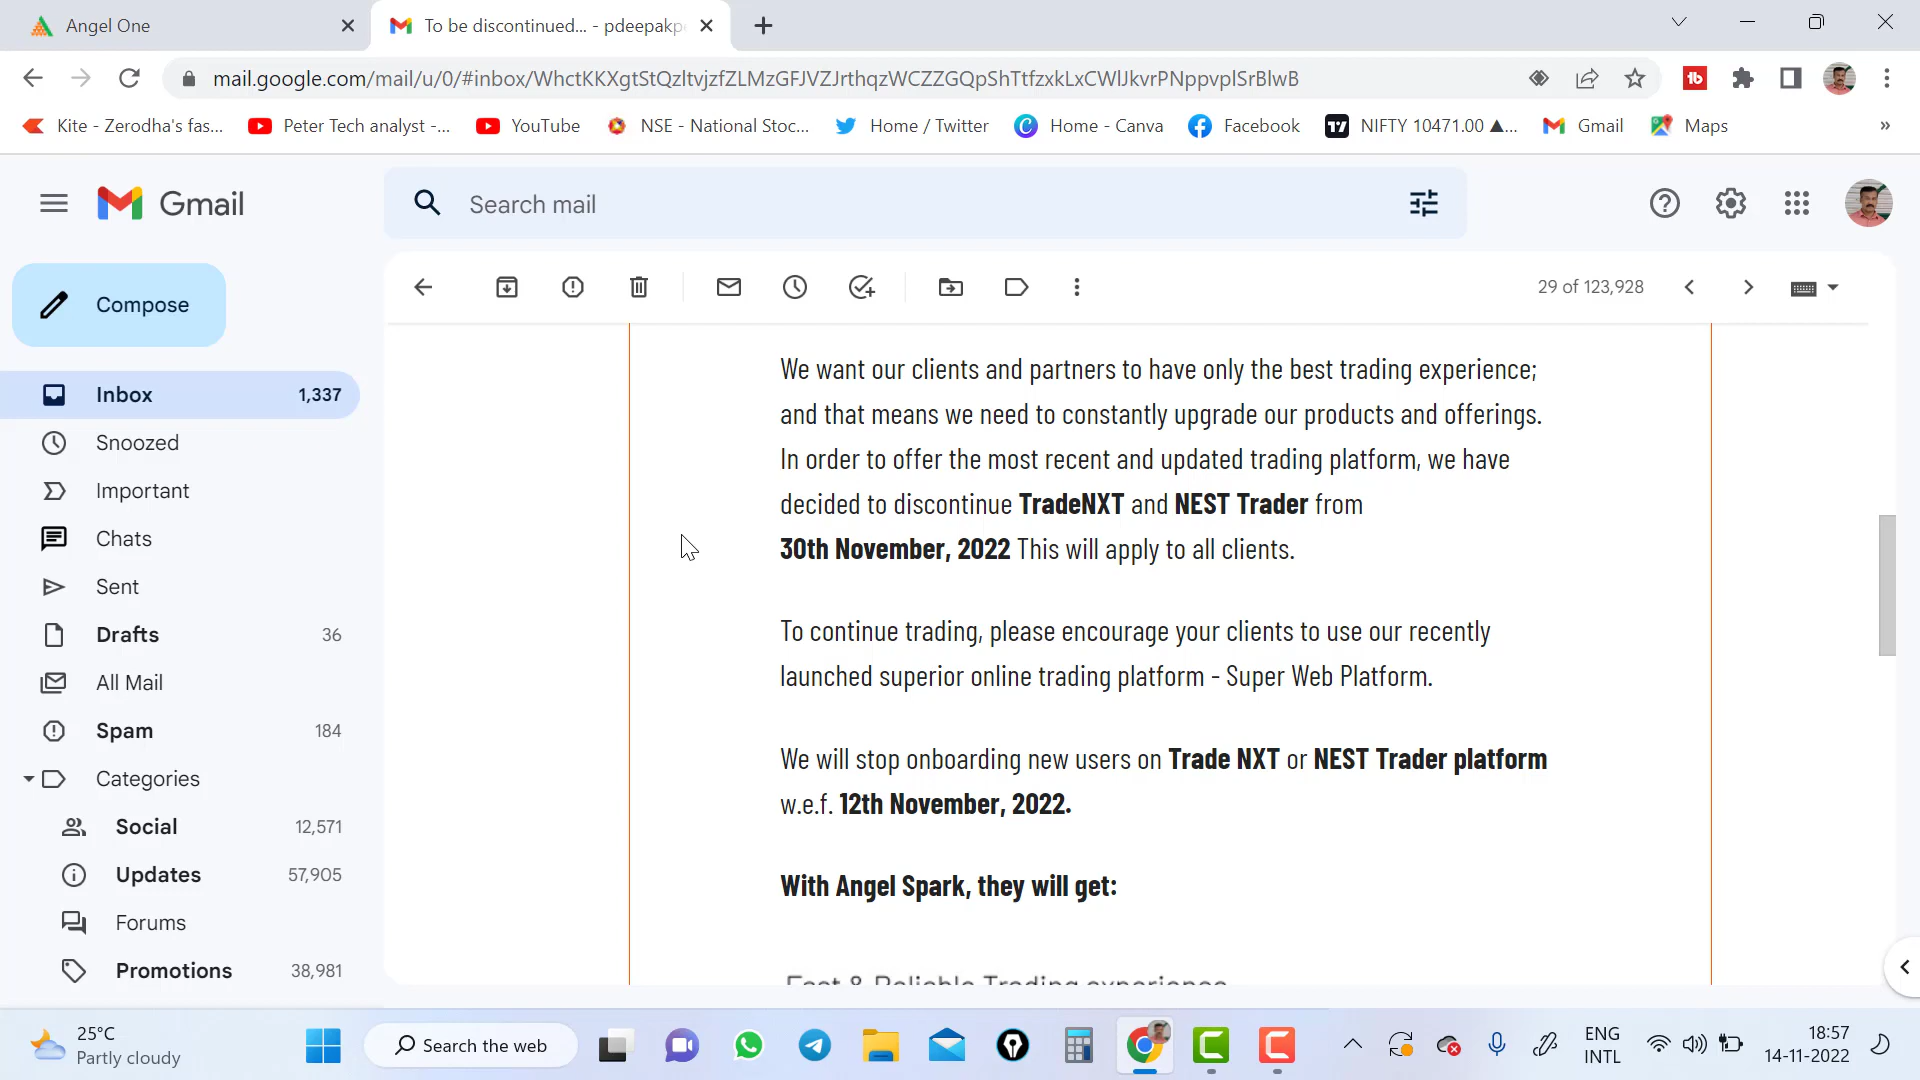 Angel One
To be discontinued... - pdeepakp
mail.google.com/mail/u/0/#inbox/WhctKKXgtStQzltvjzfZLMzGFJVZJrthqzWCZZGQpShTtfzxkLxCWlJkvrPNppvplSrBlwB
Kite - Zerodha's fas...
Peter Tech analyst -...
YouTube
NSE - National Stoc...
Home / Twitter
Home - Canva
Facebook
NIFTY 10471.00 ▲...
Gmail
Maps
»
Gmail
Search mail
Compose
29 of 123,928
Inbox 1,337
Snoozed
Important
Chats
Sent
Drafts 36
All Mail
Spam 184
Categories
Social 12,571
Updates 57,905
Forums
Promotions 38,981
We want our clients and partners to have only the best trading experience;
and that means we need to constantly upgrade our products and offerings.
In order to offer the most recent and updated trading platform, we have
decided to discontinue TradeNXT and NEST Trader from
30th November, 2022 This will apply to all clients.
To continue trading, please encourage your clients to use our recently
launched superior online trading platform - Super Web Platform.
We will stop onboarding new users on Trade NXT or NEST Trader platform
w.e.f. 12th November, 2022.
With Angel Spark, they will get:
Fast & Reliable Trading experience
25°C
Partly cloudy
Search the web
ENG
INTL
18:57
14-11-2022